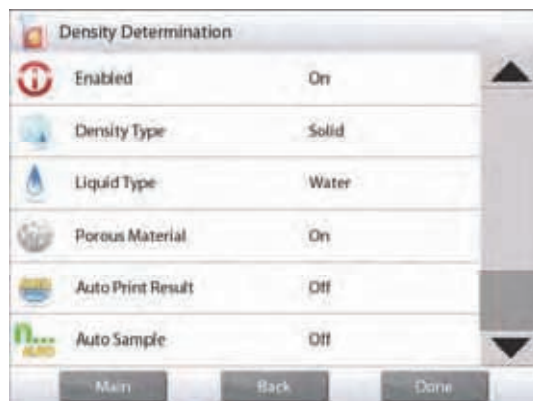 Density Determination
Enabled On
Density Type Solid
Liquid Type Water
Porous Material On
Auto Print Result Off
n... AUTO Auto Sample Off
Main Back Done